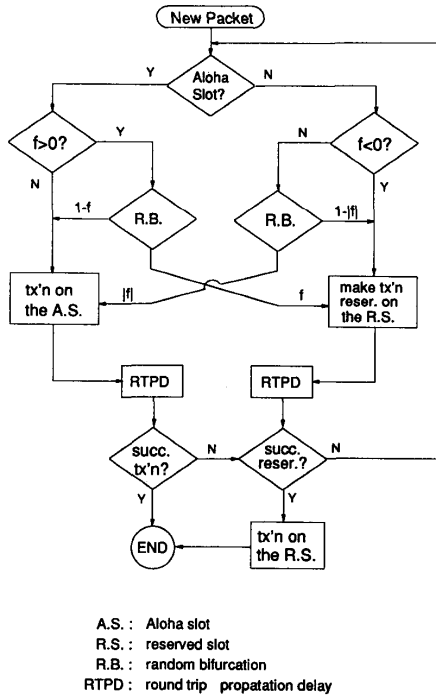 New Packet
Y
Aloha
Slot?
N
f>0?
Y
N
f<0?
N
Y
1-f
R.B.
R.B.
1-|f|
tx'n on
the A.S.
|f|
f
make tx'n
reser. on
the R.S.
RTPD
RTPD
succ.
tx'n?
N
succ.
reser.?
N
Y
Y
END
tx'n on
the R.S.
A.S. : Aloha slot
R.S. : reserved slot
R.B. : random bifurcation
RTPD : round trip propatation delay